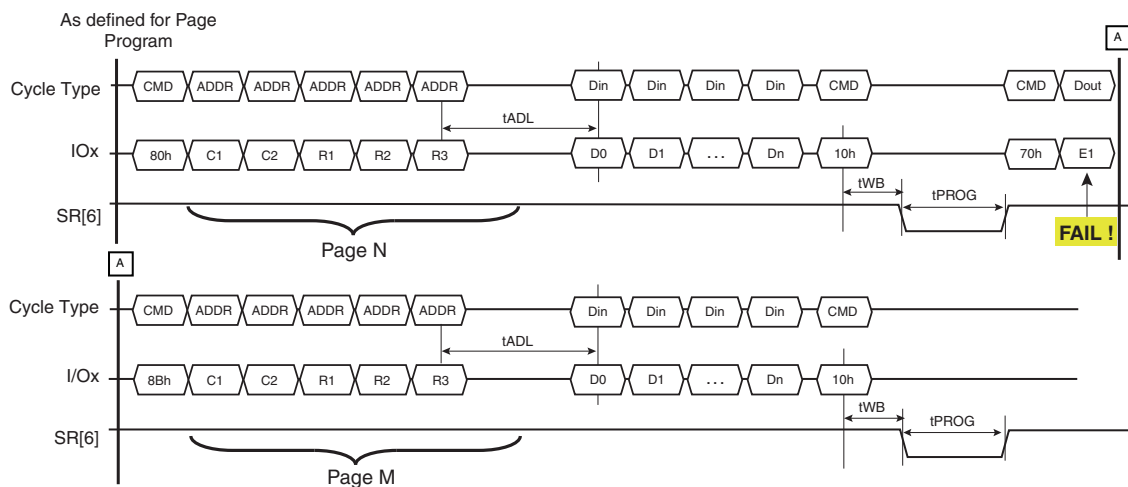 As defined for Page
Program
A
Cycle Type CMD ADDR ADDR ADDR ADDR ADDR Din Din Din Din CMD CMD Dout
tADL
IOx 80h C1 C2 R1 R2 R3 D0 D1 ... Dn 10h 70h E1
tWB tPROG
SR[6]
FAIL !
Page N
A
Cycle Type CMD ADDR ADDR ADDR ADDR ADDR Din Din Din Din CMD
tADL
I/Ox 8Bh C1 C2 R1 R2 R3 D0 D1 ... Dn 10h
tWB tPROG
SR[6]
Page M